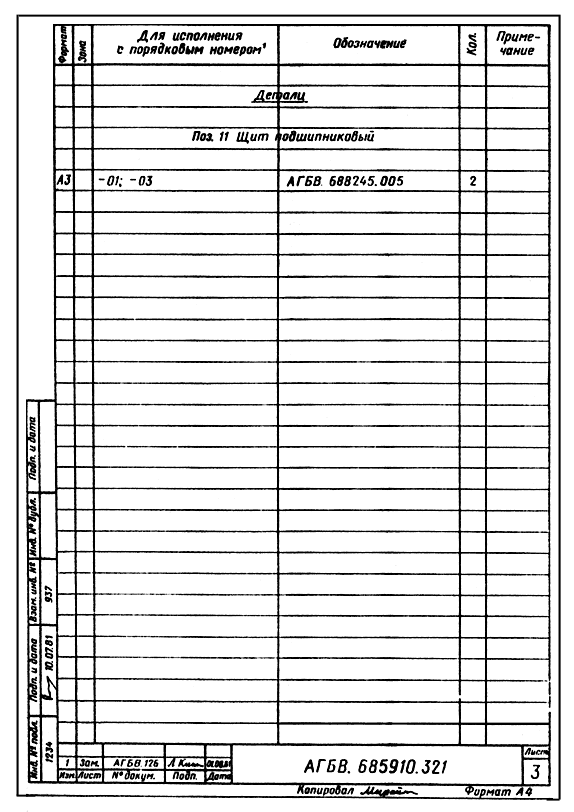 Формат
Зона
Для исполнения с порядковым номером¹
Обозначение
Кол.
Приме-
чание
Детали
Поз. 11 Щит подшипниковый
А3 -01; -03 АГБВ. 688245.005 2
Подп. и дата
Инв. № дубл.
Взам. инв. № 937
Подп. и дата 10.07.81
Инв. № подл. 1234
1 Зам. АГБВ.126
Изм. Лист № докум. Подп. Дата
АГБВ. 685910.321
Лист
3
Копировал
Формат А4